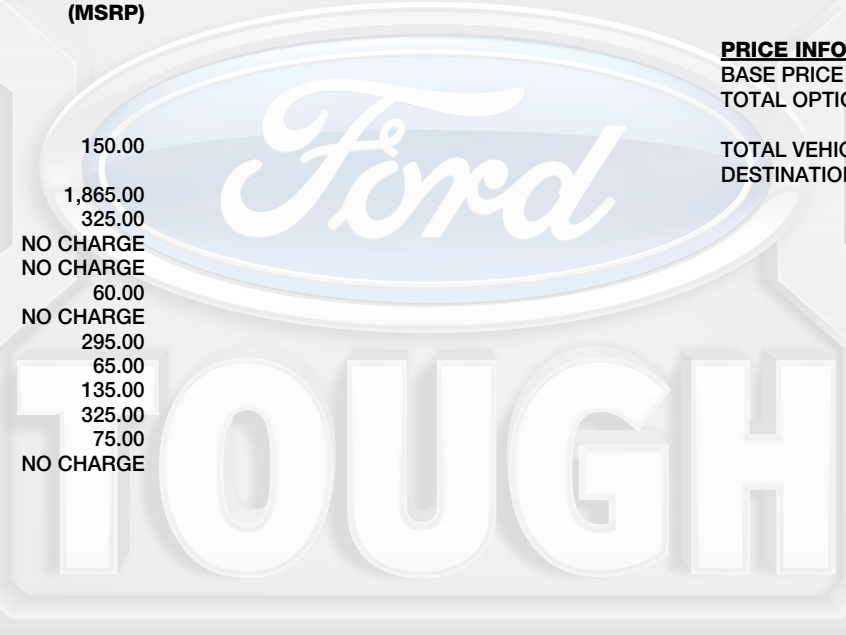 (MSRP)
150.00
1,865.00
325.00
NO CHARGE
NO CHARGE
60.00
NO CHARGE
295.00
65.00
135.00
325.00
75.00
NO CHARGE
PRICE INFO
BASE PRICE
TOTAL OPTIO
TOTAL VEHIC
DESTINATION
Ford
TOUGH